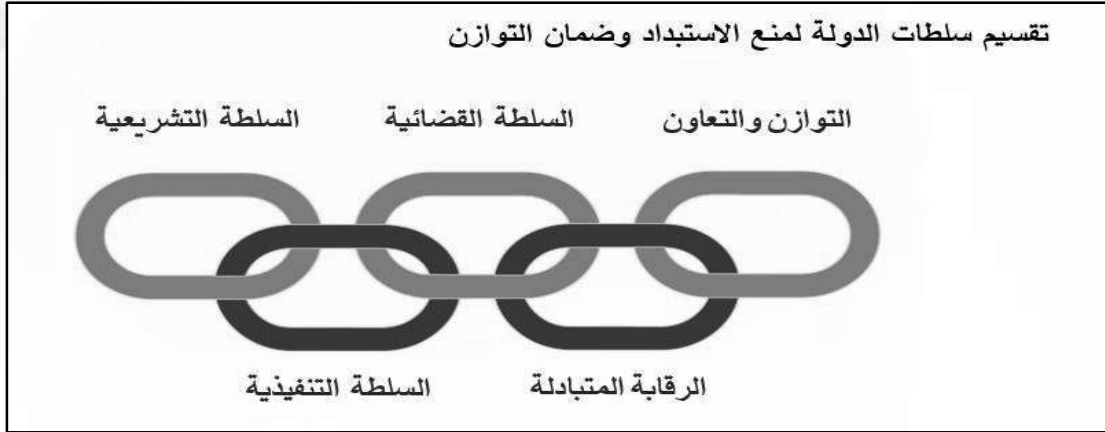 تقسيم سلطات الدولة لمنع الاستبداد وضمان التوازن
التوازن والتعاون
السلطة القضائية
السلطة التشريعية
الرقابة المتبادلة
السلطة التنفيذية